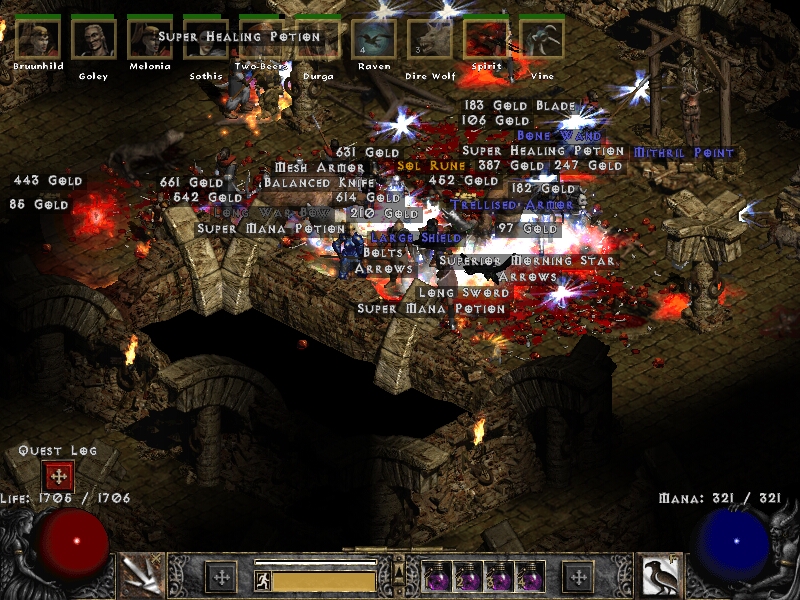 Super Healing Potion
Bruunhild
Goley
Melonia
Sothis
Two-Beers
Durga
4
Raven
3
Dire Wolf
Spirit
Vine
183 Gold Blade
106 Gold
Bone Wand
631 Gold
Super Healing Potion
Mithril Point
Mesh Armor
Sol Rune
387 Gold
247 Gold
443 Gold
661 Gold
Balanced Knife
452 Gold
182 Gold
85 Gold
542 Gold
614 Gold
Long War Bow
210 Gold
Trellised Armor
Super Mana Potion
97 Gold
Large Shield
Bolts
Superior Morning Star
Arrows
Arrows
Long Sword
Super Mana Potion
Quest Log
Life: 1705 / 1706
Mana: 321 / 321